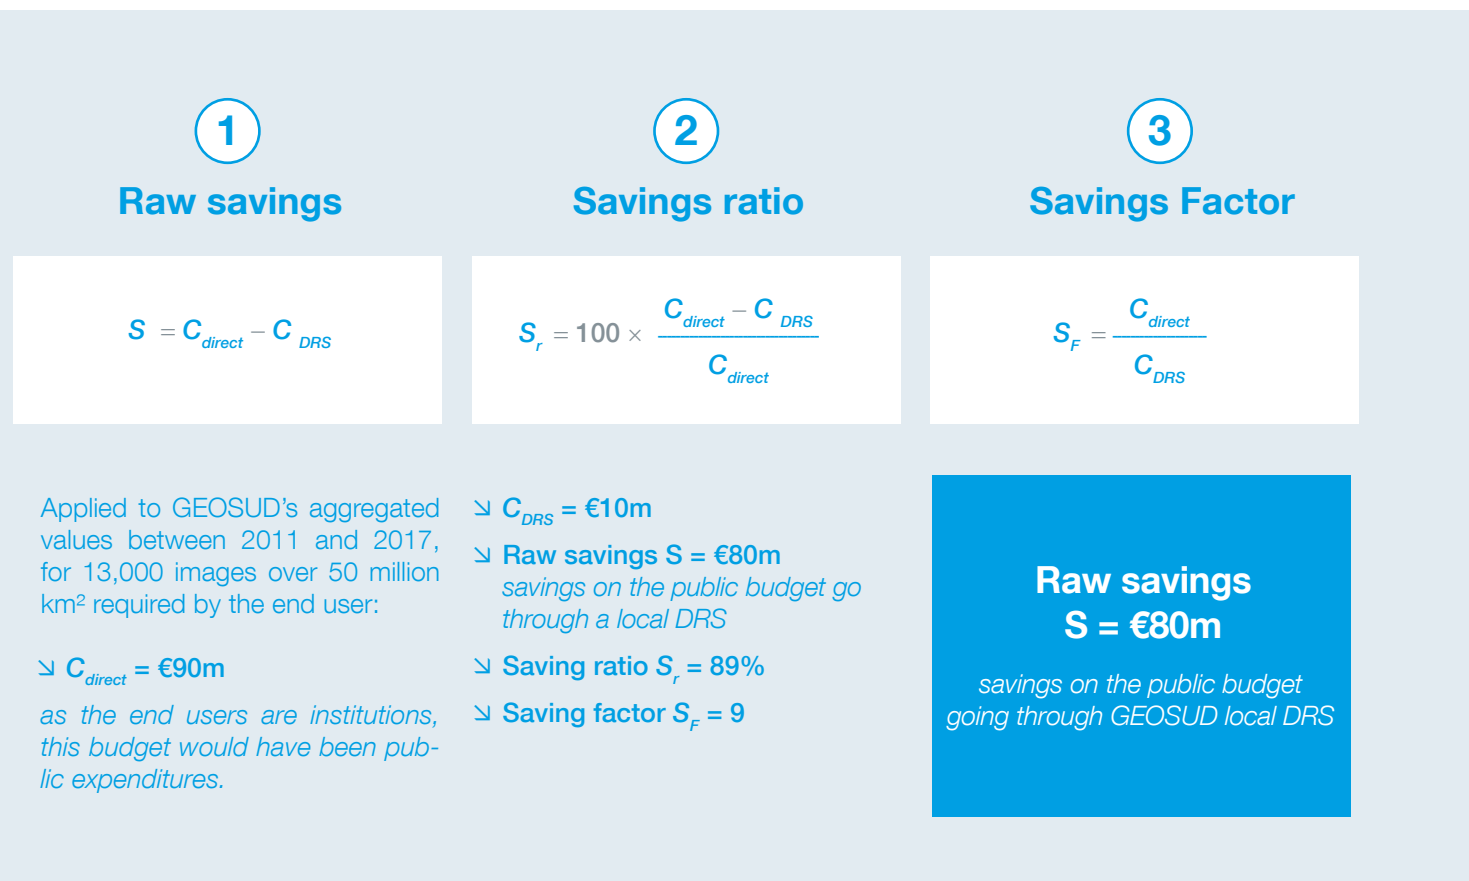 1
Raw savings
S = C direct – C DRS
2
Savings ratio
S r = 100 × C direct – C DRS
C direct
3
Savings Factor
S F = C direct
C DRS
Applied to GEOSUD's aggregated
values between 2011 and 2017,
for 13,000 images over 50 million
km² required by the end user:
↘ C direct = €90m
as the end users are institutions,
this budget would have been pub-
lic expenditures.
↘ C DRS = €10m
↘ Raw savings S = €80m
savings on the public budget go
through a local DRS
↘ Saving ratio S r = 89%
↘ Saving factor S F = 9
Raw savings
S = €80m
savings on the public budget
going through GEOSUD local DRS